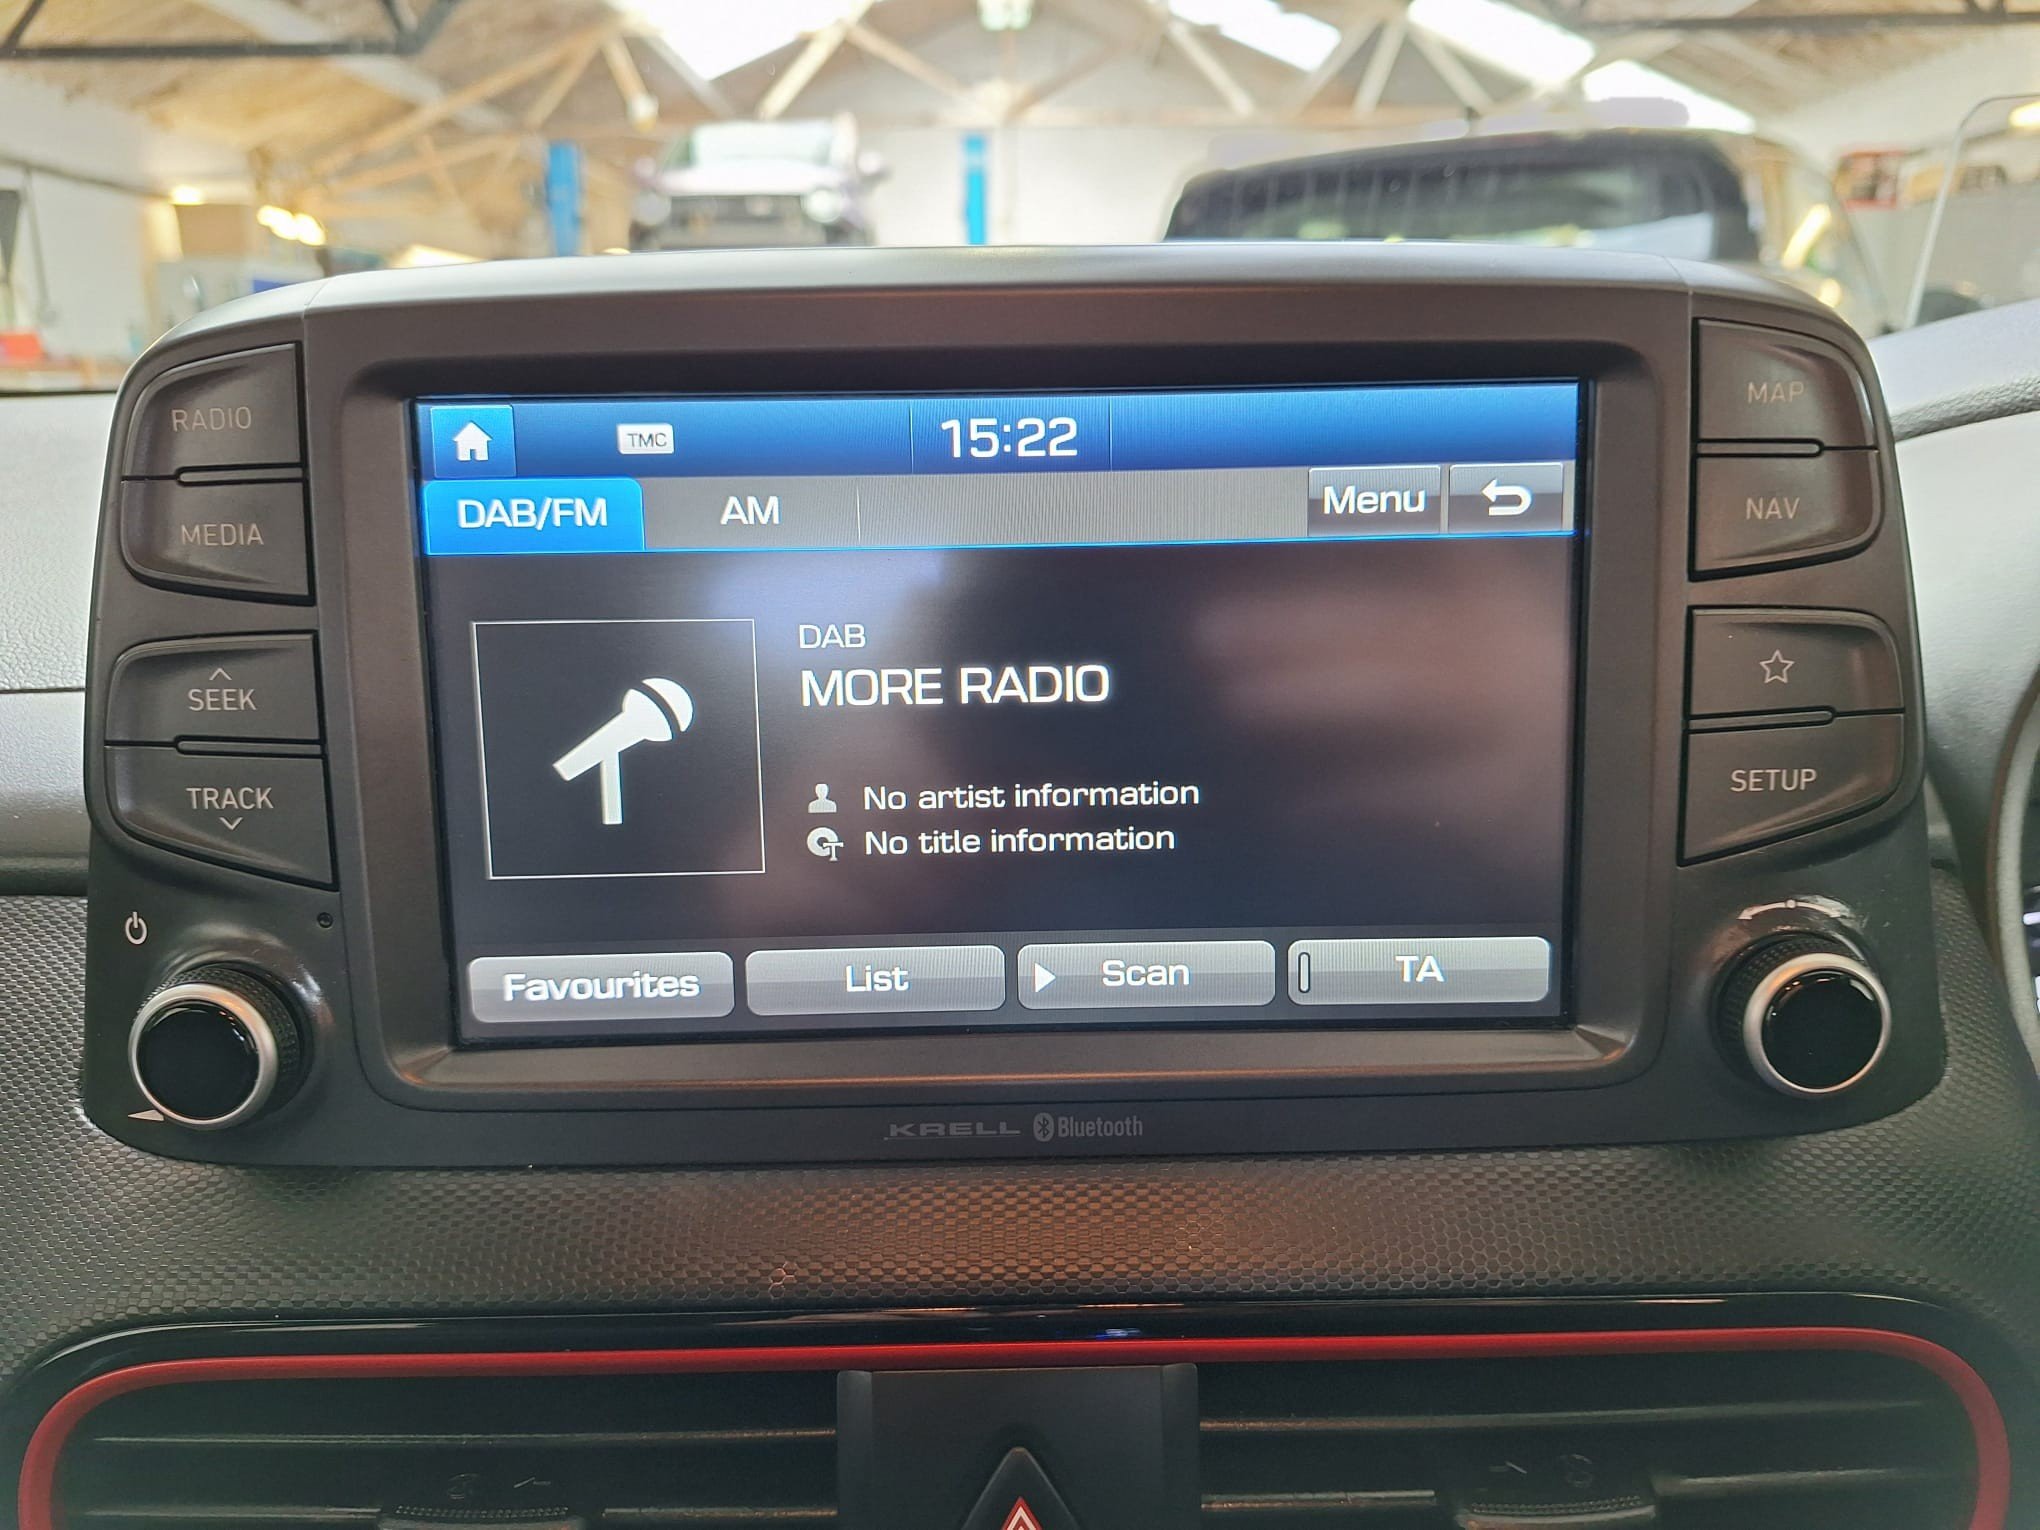 RADIO
MEDIA
SEEK
TRACK
TMC
15:22
DAB/FM
AM
Menu
DAB
MORE RADIO
No artist information
No title information
Favourites
List
Scan
TA
MAP
NAV
SETUP
KRELL Bluetooth